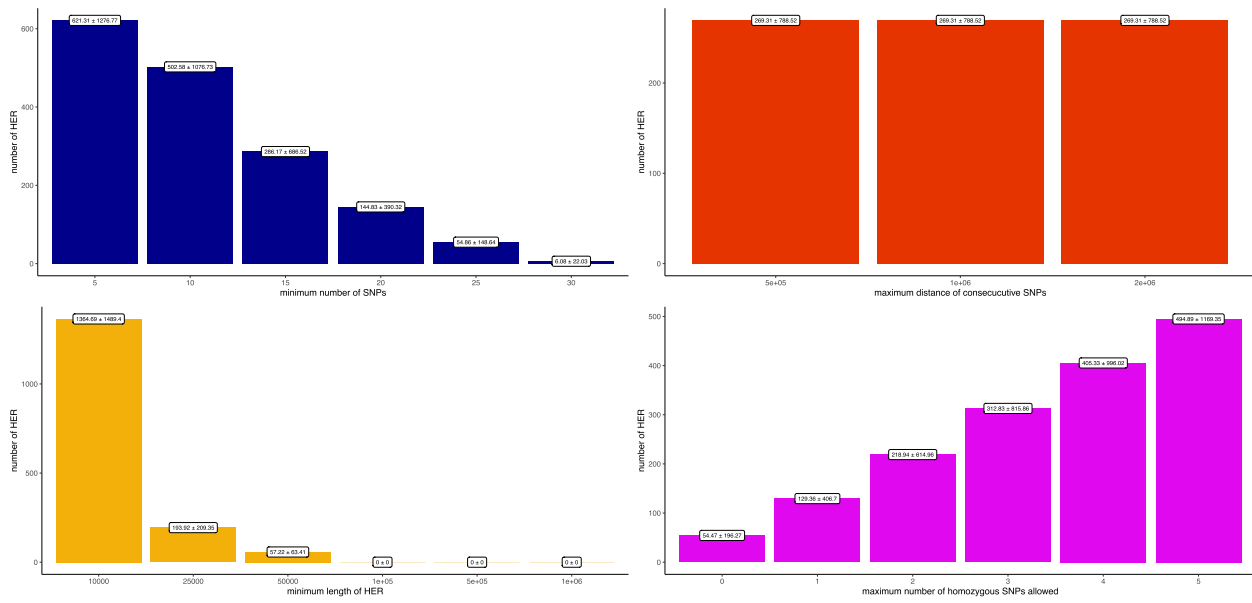 621.31 ± 1276.77
502.58 ± 1076.73
286.17 ± 686.52
144.83 ± 390.32
54.86 ± 148.64
6.08 ± 22.03
600
400
200
0
number of HER
5 10 15 20 25 30
minimum number of SNPs
269.31 ± 788.52
269.31 ± 788.52
269.31 ± 788.52
200
100
0
number of HER
5e+05 1e+06 2e+06
maximum distance of consecucutive SNPs
1364.69 ± 1489.4
193.92 ± 209.35
57.22 ± 63.41
0 ± 0
0 ± 0
0 ± 0
1000
500
0
number of HER
10000 25000 50000 1e+05 5e+05 1e+06
minimum length of HER
54.47 ± 196.27
129.36 ± 406.7
218.94 ± 614.96
312.83 ± 815.86
405.33 ± 996.02
494.89 ± 1169.35
500
400
300
200
100
0
number of HER
0 1 2 3 4 5
maximum number of homozygous SNPs allowed